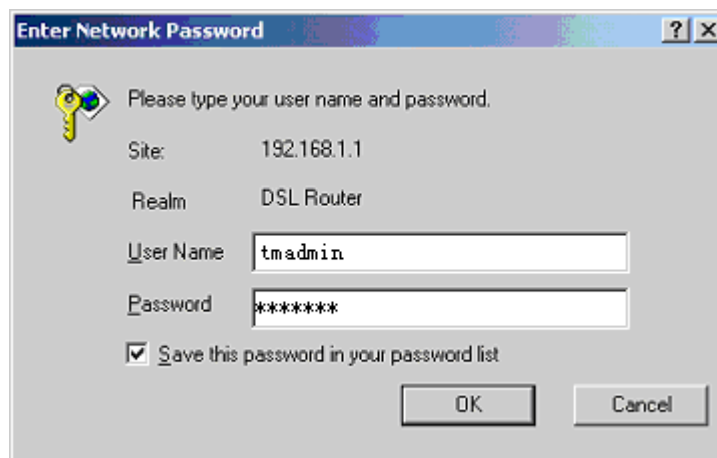 Enter Network Password
Please type your user name and password.
Site: 192.168.1.1
Realm DSL Router
User Name tmadmin
Password *******
Save this password in your password list
OK Cancel